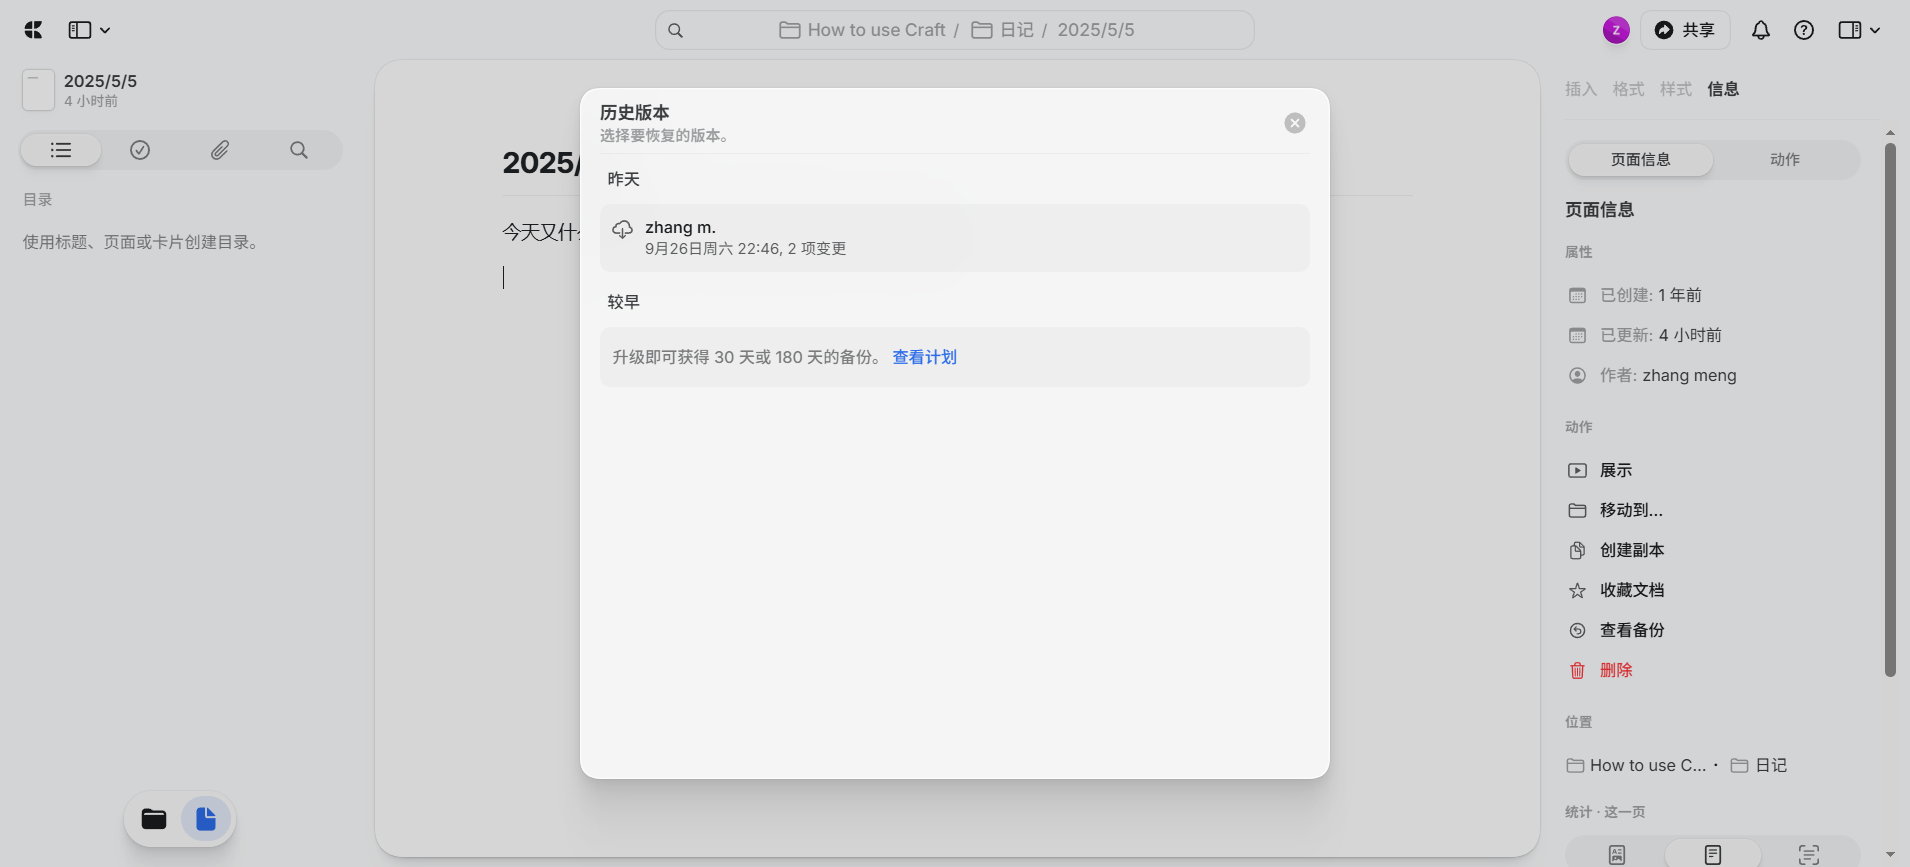 How to use Craft / 日记 / 2025/5/5
Z
共享
2025/5/5
4 小时前
目录
使用标题、页面或卡片创建目录。
2025/
今天又什
历史版本
选择要恢复的版本。
昨天
zhang m.
9月26日周六 22:46, 2 项变更
较早
升级即可获得 30 天或 180 天的备份。 查看计划
插入 格式 样式 信息
页面信息 动作
页面信息
属性
已创建: 1 年前
已更新: 4 小时前
作者: zhang meng
动作
展示
移动到...
创建副本
收藏文档
查看备份
删除
位置
How to use C... · 日记
统计 · 这一页